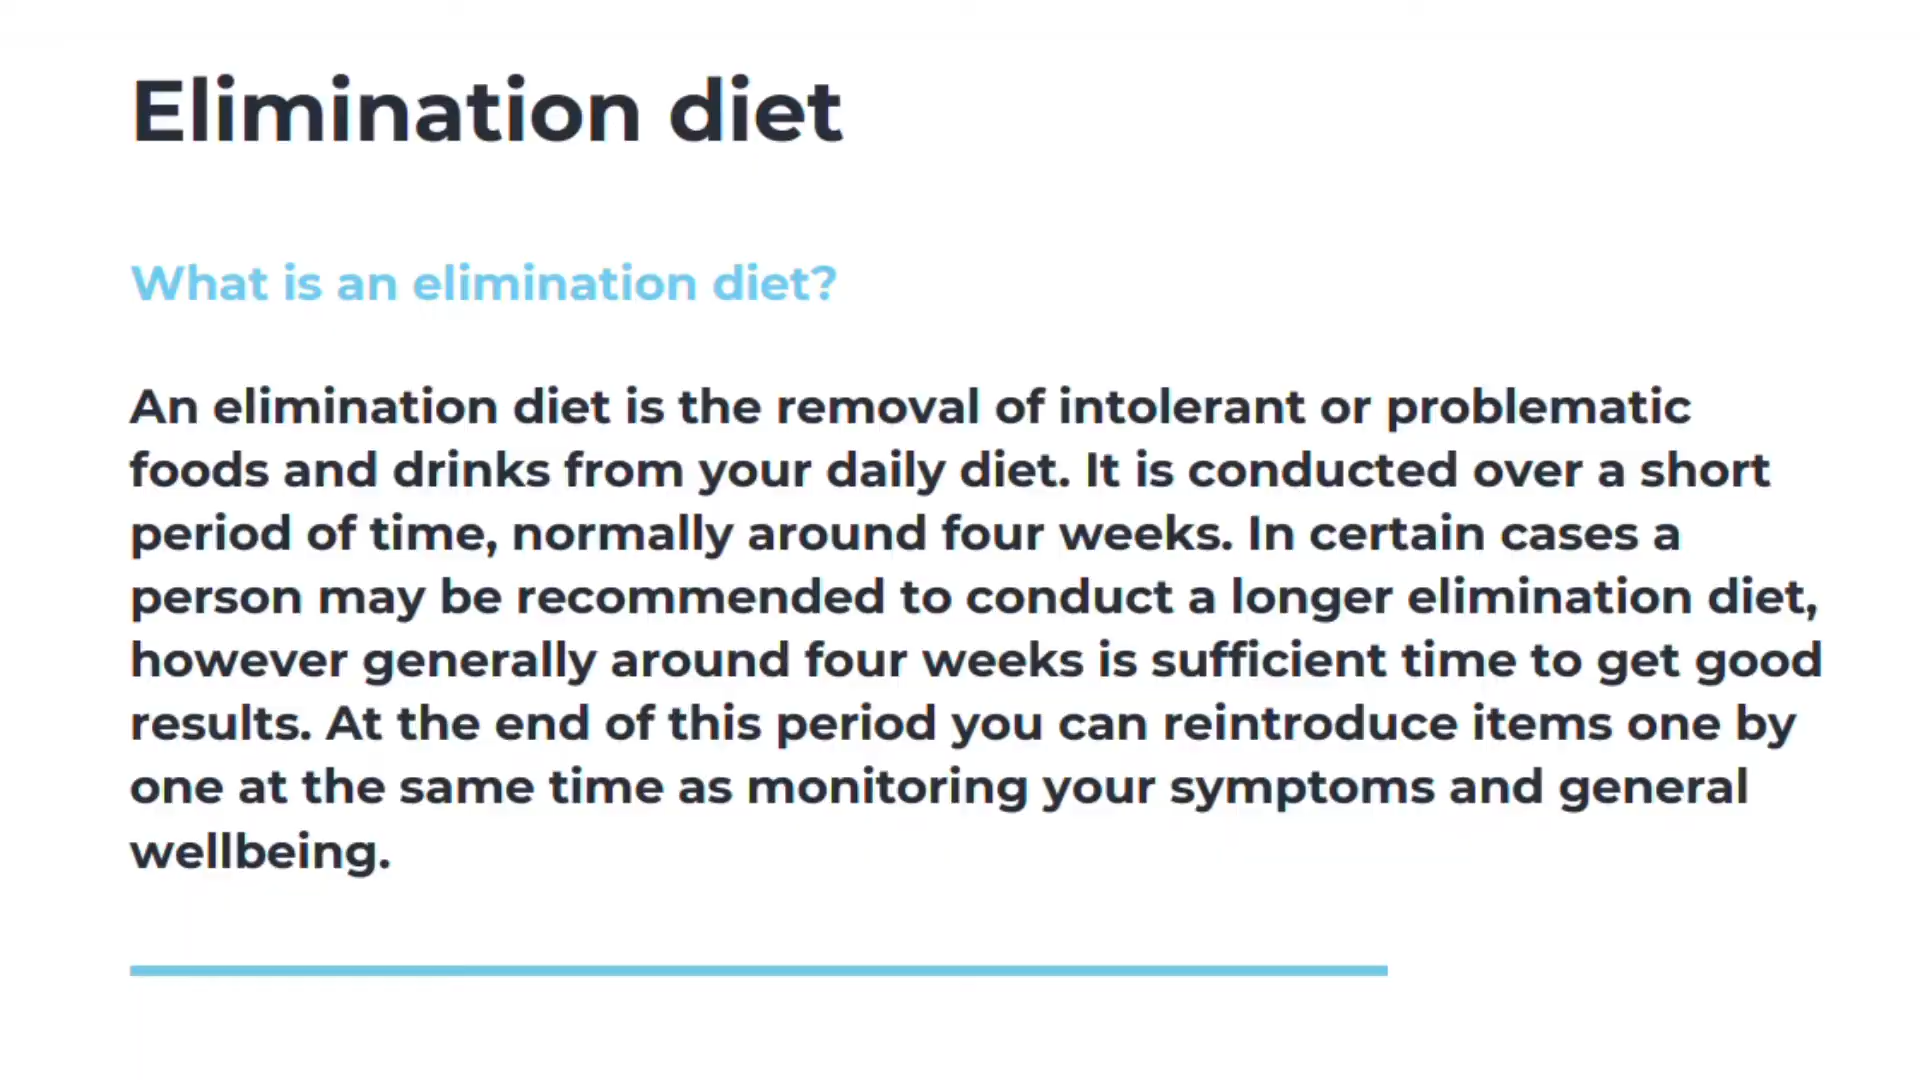 Elimination diet
What is an elimination diet?
An elimination diet is the removal of intolerant or problematic
foods and drinks from your daily diet. It is conducted over a short
period of time, normally around four weeks. In certain cases a
person may be recommended to conduct a longer elimination diet,
however generally around four weeks is sufficient time to get good
results. At the end of this period you can reintroduce items one by
one at the same time as monitoring your symptoms and general
wellbeing.